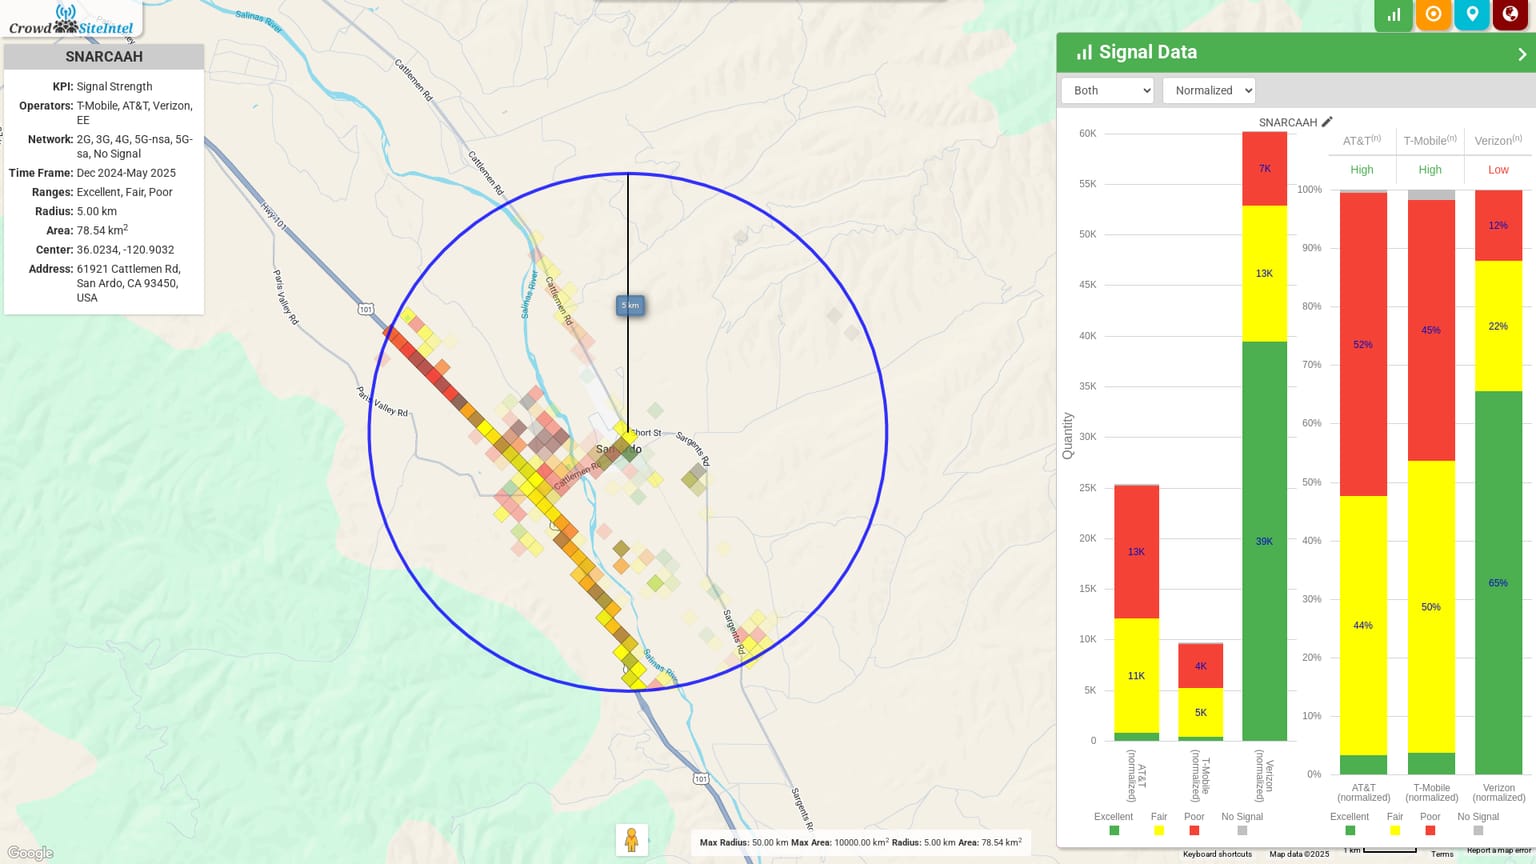 Crowd SiteIntel
SNARCAAH
KPI: Signal Strength
Operators: T-Mobile, AT&T, Verizon,
EE
Network: 2G, 3G, 4G, 5G-nsa, 5G-
sa, No Signal
Time Frame: Dec 2024-May 2025
Ranges: Excellent, Fair, Poor
Radius: 5.00 km
Area: 78.54 km²
Center: 36.0234, -120.9032
Address: 61921 Cattlemen Rd,
San Ardo, CA 93450,
USA
Salinas River
Cattlemen Rd
Cattlemen Rd
Hwy 101
Paris Valley Rd
101
Salinas River
Cattlemen Rd
5 km
Paris Valley Rd
Short St
Sargents Rd
Cattlemen Rd
Sargents Rd
Salinas River
101
Sargents Rd
Google
Max Radius: 50.00 km Max Area: 10000.00 km² Radius: 5.00 km Area: 78.54 km²
Keyboard shortcuts
Map data ©2025
1 km
Terms
Report a map error
Signal Data
Both
Normalized
SNARCAAH
60K
55K
50K
45K
40K
35K
30K
25K
20K
15K
10K
5K
0
Quantity
13K
11K
4K
5K
7K
13K
39K
AT&T
(normalized)
T-Mobile
(normalized)
Verizon
(normalized)
Excellent
Fair
Poor
No Signal
AT&T(n)
T-Mobile(n)
Verizon(n)
High
High
Low
100%
90%
80%
70%
60%
50%
40%
30%
20%
10%
0%
52%
44%
45%
50%
12%
22%
65%
AT&T
(normalized)
T-Mobile
(normalized)
Verizon
(normalized)
Excellent
Fair
Poor
No Signal